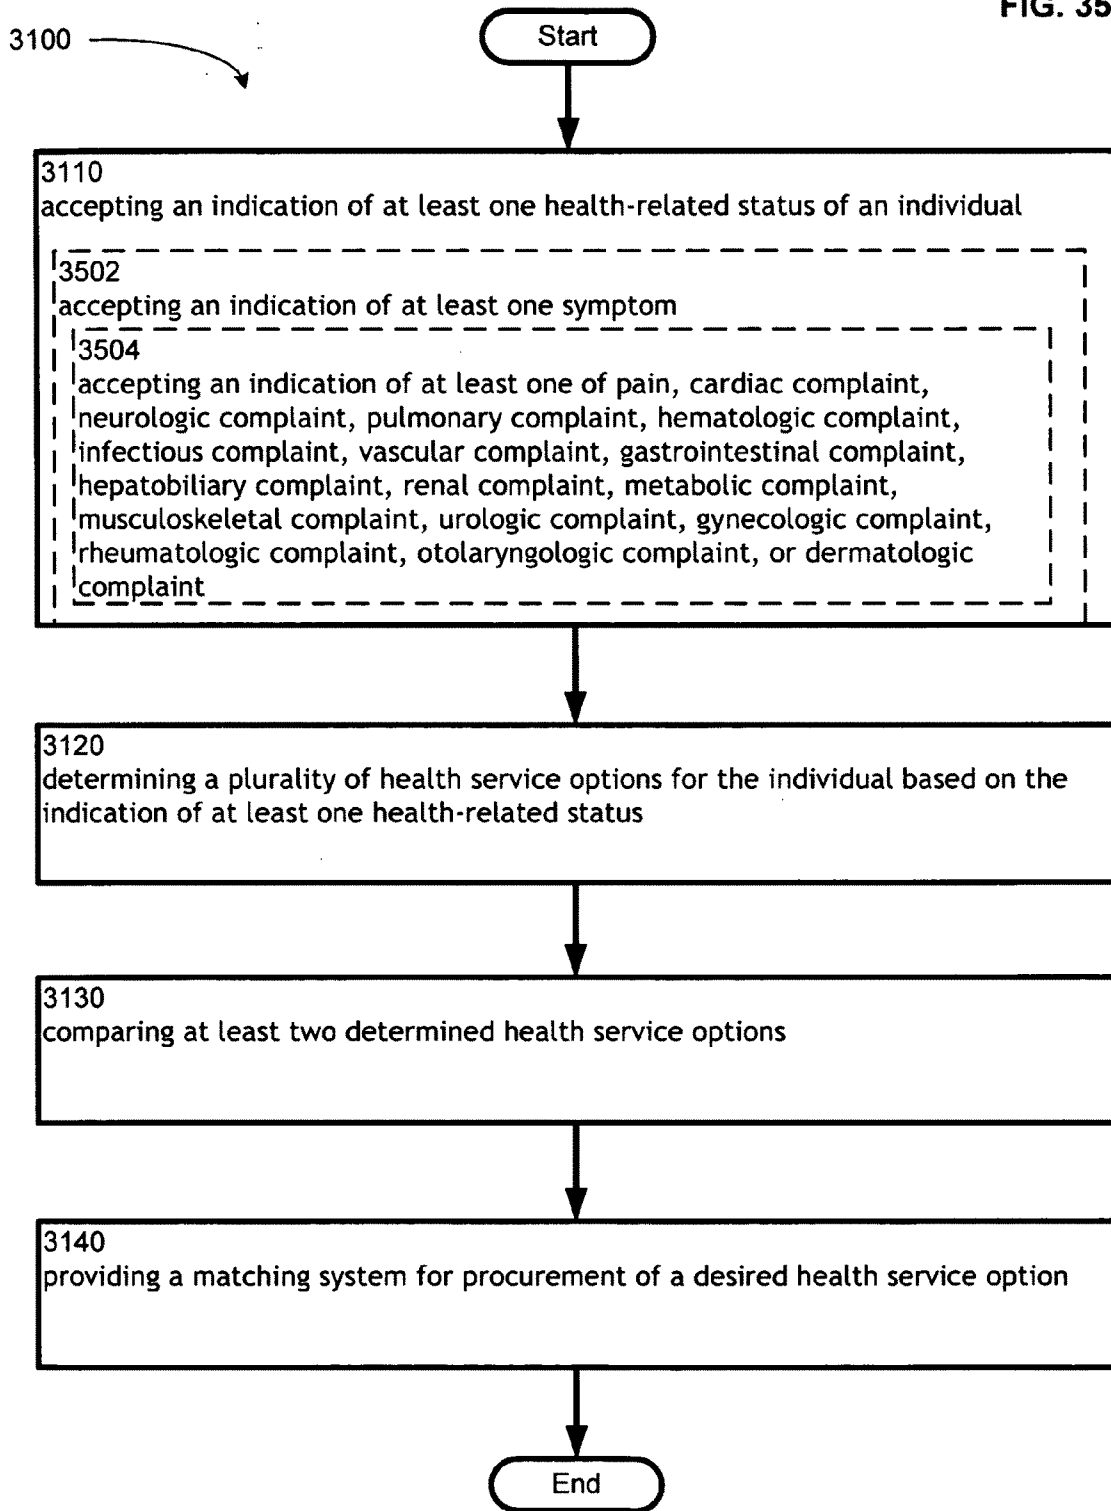 FIG. 35
3100
Start
3110
accepting an indication of at least one health-related status of an individual
3502
accepting an indication of at least one symptom
3504
accepting an indication of at least one of pain, cardiac complaint,
neurologic complaint, pulmonary complaint, hematologic complaint,
infectious complaint, vascular complaint, gastrointestinal complaint,
hepatobiliary complaint, renal complaint, metabolic complaint,
musculoskeletal complaint, urologic complaint, gynecologic complaint,
rheumatologic complaint, otolaryngologic complaint, or dermatologic
complaint
3120
determining a plurality of health service options for the individual based on the
indication of at least one health-related status
3130
comparing at least two determined health service options
3140
providing a matching system for procurement of a desired health service option
End